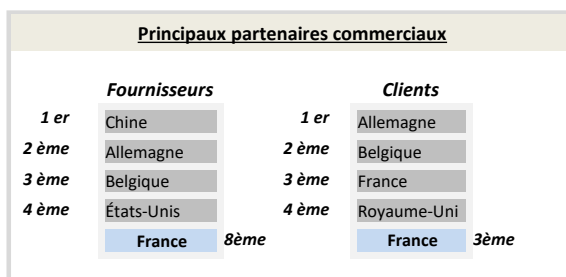 Principaux partenaires commerciaux
Fournisseurs Clients
1 er Chine 1 er Allemagne
2 ème Allemagne 2 ème Belgique
3 ème Belgique 3 ème France
4 ème États-Unis 4 ème Royaume-Uni
France 8ème France 3ème